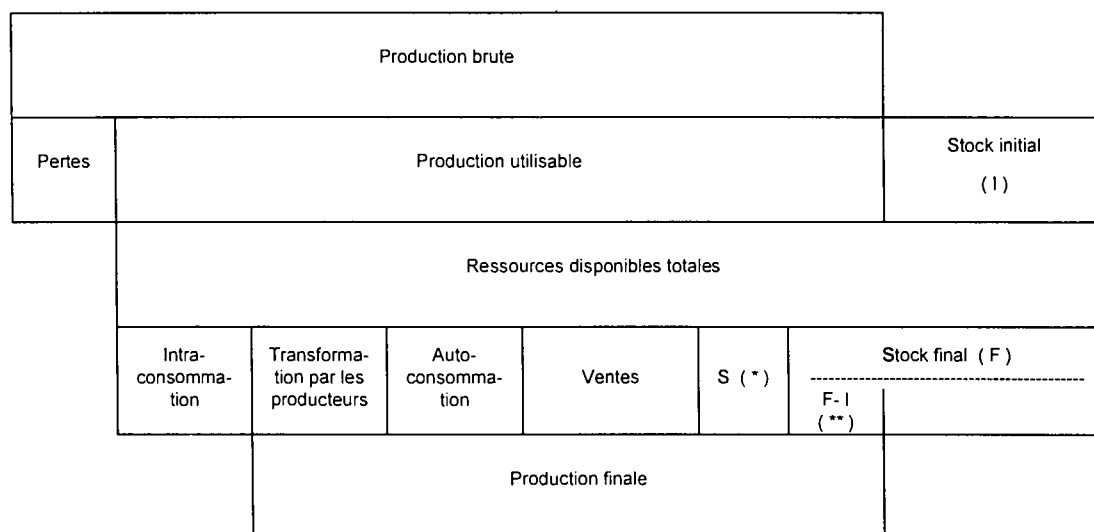 Production brute
Pertes
Production utilisable
Stock initial
( I )
Ressources disponibles totales
Intra-
consomma-
tion
Transforma-
tion par les
producteurs
Auto-
consomma-
tion
Ventes
S ( * )
Stock final ( F )
F- I
( ** )
Production finale